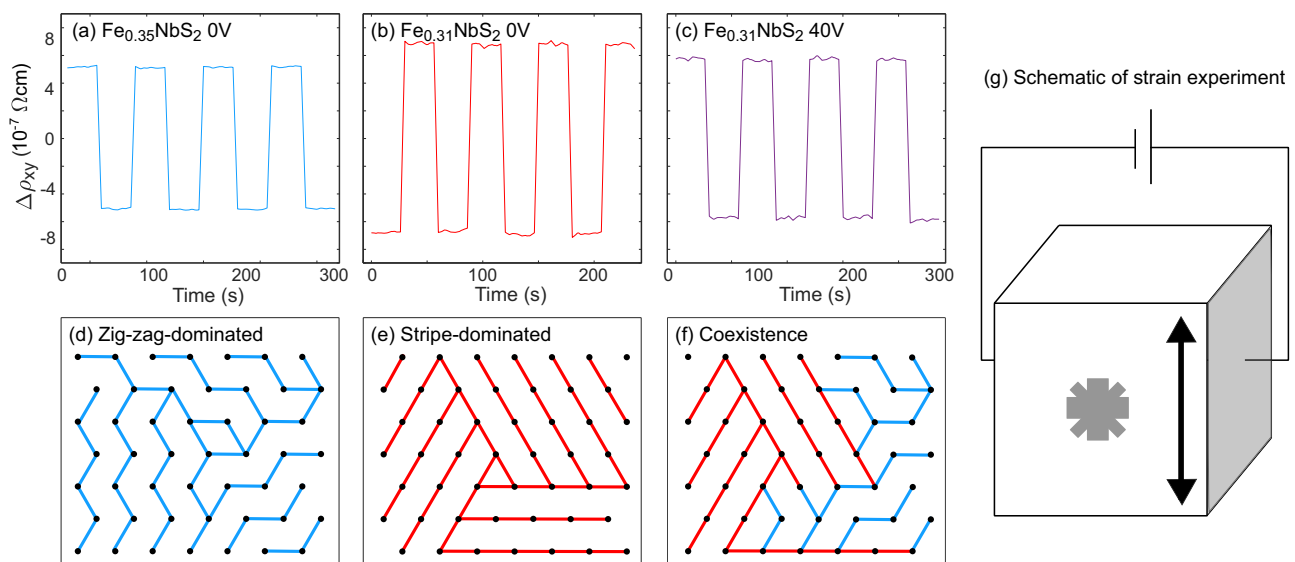 (a) Fe0.35NbS2 0V
(b) Fe0.31NbS2 0V
(c) Fe0.31NbS2 40V
(g) Schematic of strain experiment
Δρxy (10-7 Ωcm)
8
4
0
-4
-8
0 100 200 300
Time (s)
0 100 200
Time (s)
0 100 200 300
Time (s)
(d) Zig-zag-dominated
(e) Stripe-dominated
(f) Coexistence